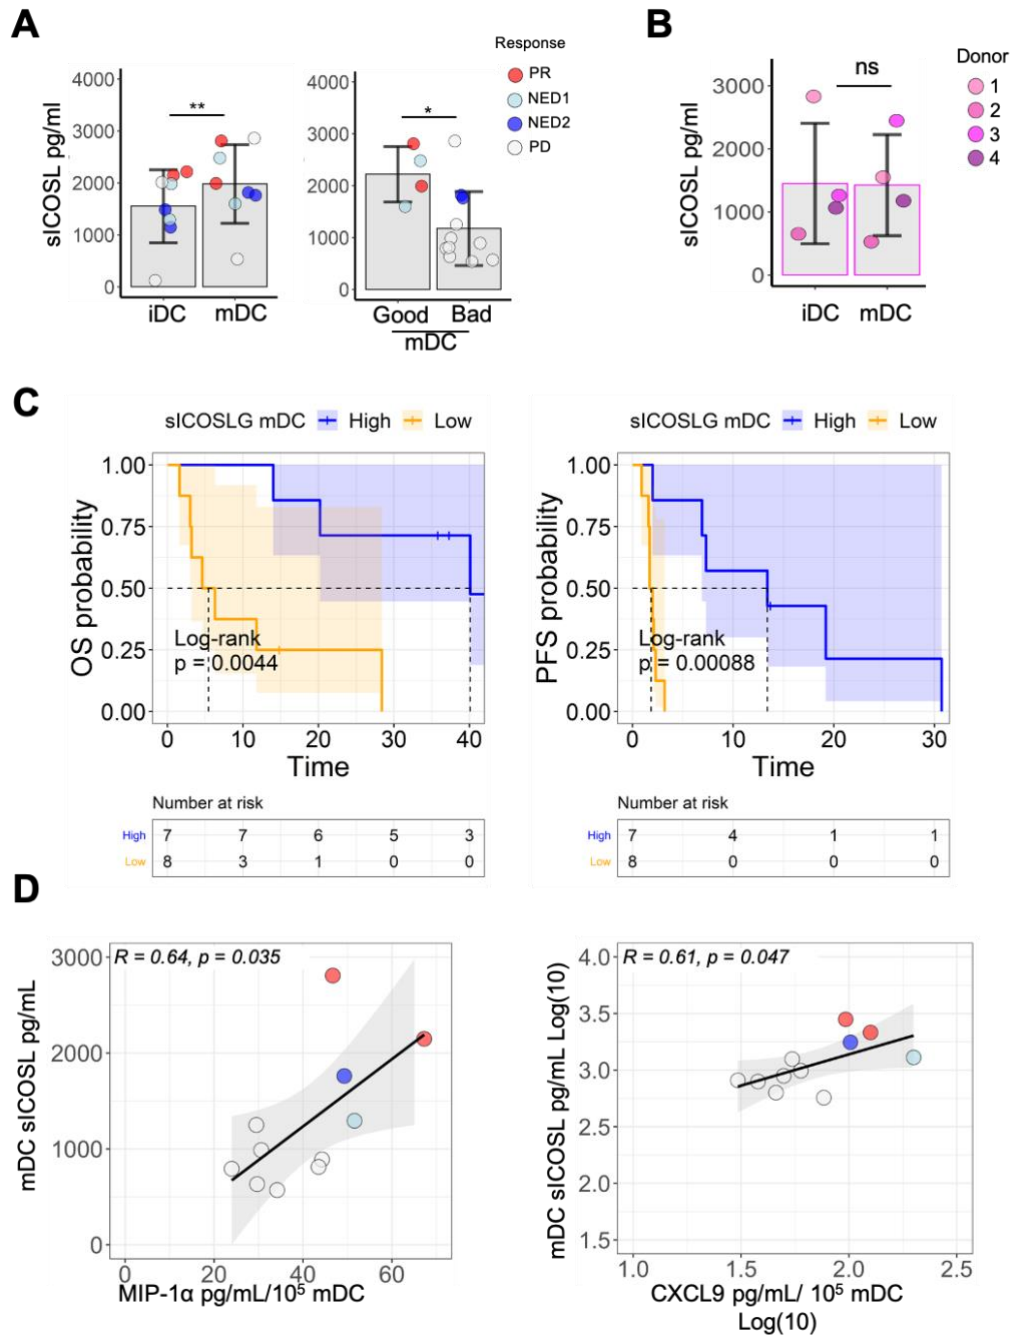 A
B
Response
PR
NED1
NED2
PD
Donor
1
2
3
4
sICOSL pg/ml
4000
3000
2000
1000
0
**
iDC
mDC
4000
3000
2000
1000
0
*
Good
Bad
mDC
sICOSL pg/ml
3000
2000
1000
0
ns
iDC
mDC
C
sICOSLG mDC High Low
OS probability
1.00
0.75
0.50
0.25
0.00
Log-rank
p = 0.0044
0 10 20 30 40
Time
Number at risk
High 7 7 6 5 3
Low 8 3 1 0 0
sICOSLG mDC High Low
PFS probability
1.00
0.75
0.50
0.25
0.00
Log-rank
p = 0.00088
0 10 20 30
Time
Number at risk
High 7 4 1 1
Low 8 0 0 0
D
mDC sICOSL pg/mL
R = 0.64, p = 0.035
3000
2000
1000
0
0 20 40 60
MIP-1α pg/mL/10⁵ mDC
mDC sICOSL pg/mL Log(10)
R = 0.61, p = 0.047
4.0
3.5
3.0
2.5
2.0
1.5
1.0 1.5 2.0 2.5
CXCL9 pg/mL/ 10⁵ mDC
Log(10)